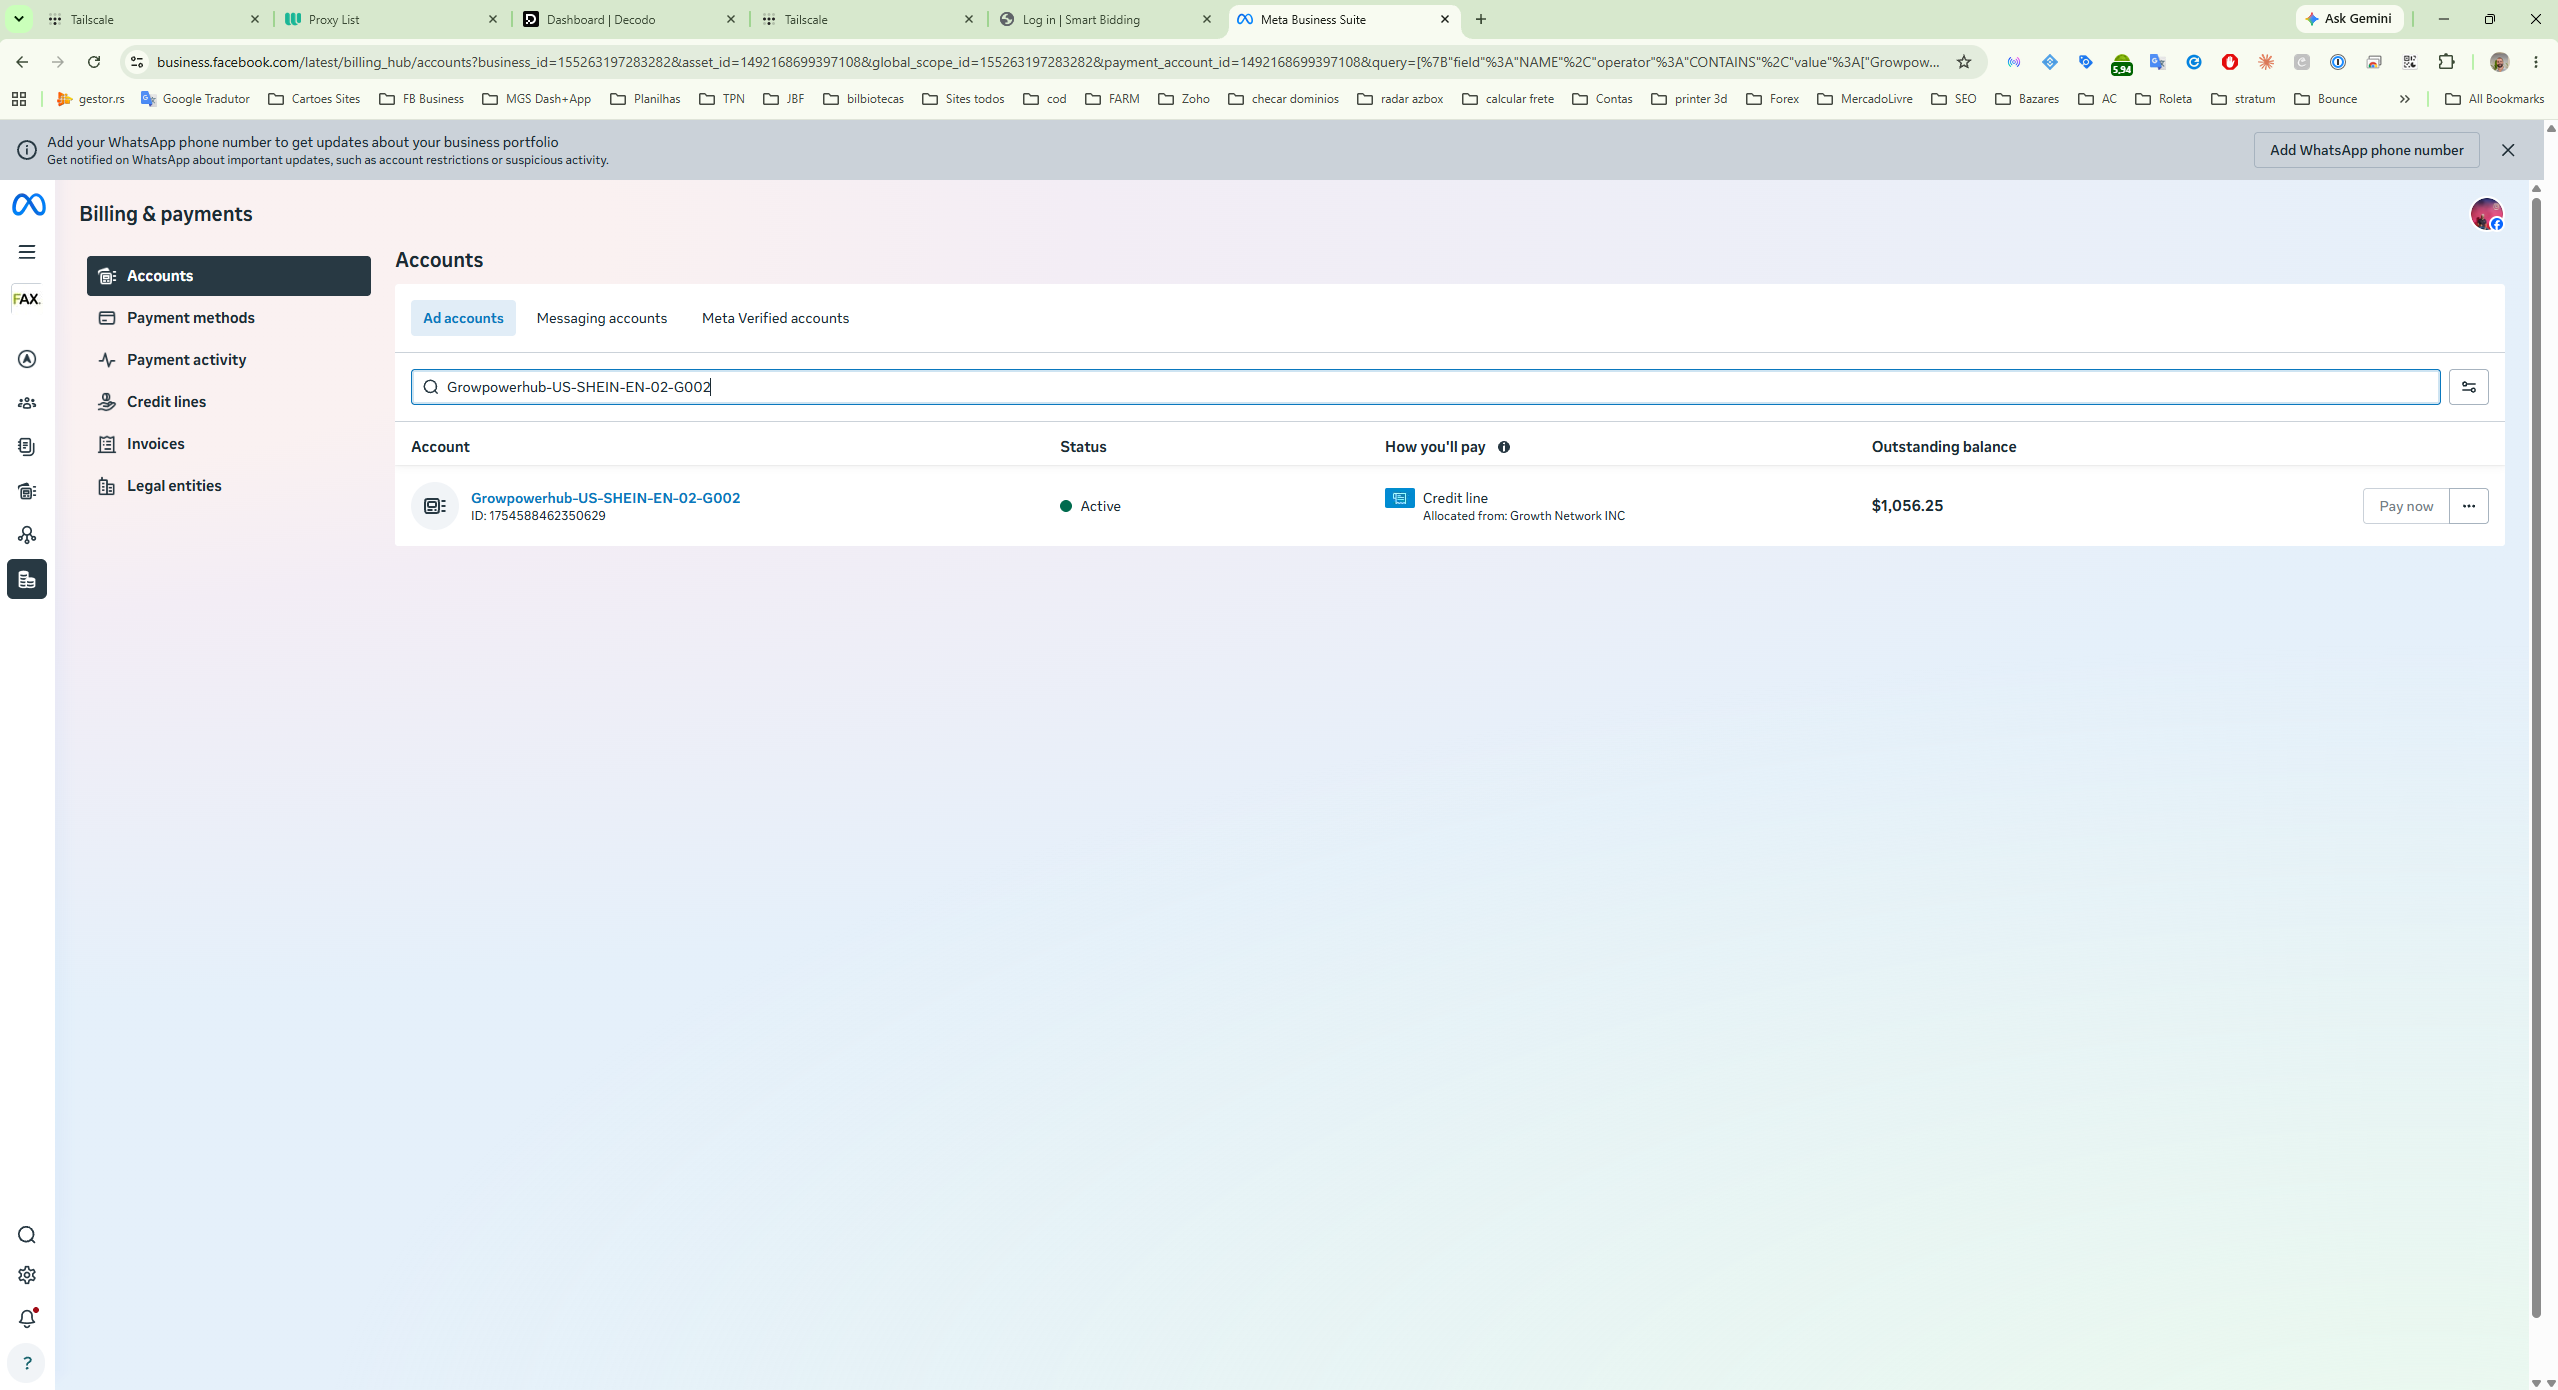 Tailscale
Proxy List
Dashboard | Decodo
Tailscale
Log in | Smart Bidding
Meta Business Suite
Ask Gemini
business.facebook.com/latest/billing_hub/accounts?business_id=155263197283282&asset_id=1492168699397108&global_scope_id=155263197283282&payment_account_id=1492168699397108&query=[%7B"field"%3A"NAME"%2C"operator"%3A"CONTAINS"%2C"value"%3A["Growpow...
5,94
gestor.rs
Google Tradutor
Cartoes Sites
FB Business
MGS Dash+App
Planilhas
TPN
JBF
bilbiotecas
Sites todos
cod
FARM
Zoho
checar dominios
radar azbox
calcular frete
Contas
printer 3d
Forex
MercadoLivre
SEO
Bazares
AC
Roleta
stratum
Bounce
All Bookmarks
Add your WhatsApp phone number to get updates about your business portfolio
Get notified on WhatsApp about important updates, such as account restrictions or suspicious activity.
Add WhatsApp phone number
Billing & payments
FAX.
Accounts
Payment methods
Payment activity
Credit lines
Invoices
Legal entities
Accounts
Ad accounts
Messaging accounts
Meta Verified accounts
Growpowerhub-US-SHEIN-EN-02-G002
Account
Status
How you'll pay
Outstanding balance
Growpowerhub-US-SHEIN-EN-02-G002
ID: 1754588462350629
Active
Credit line
Allocated from: Growth Network INC
$1,056.25
Pay now
?